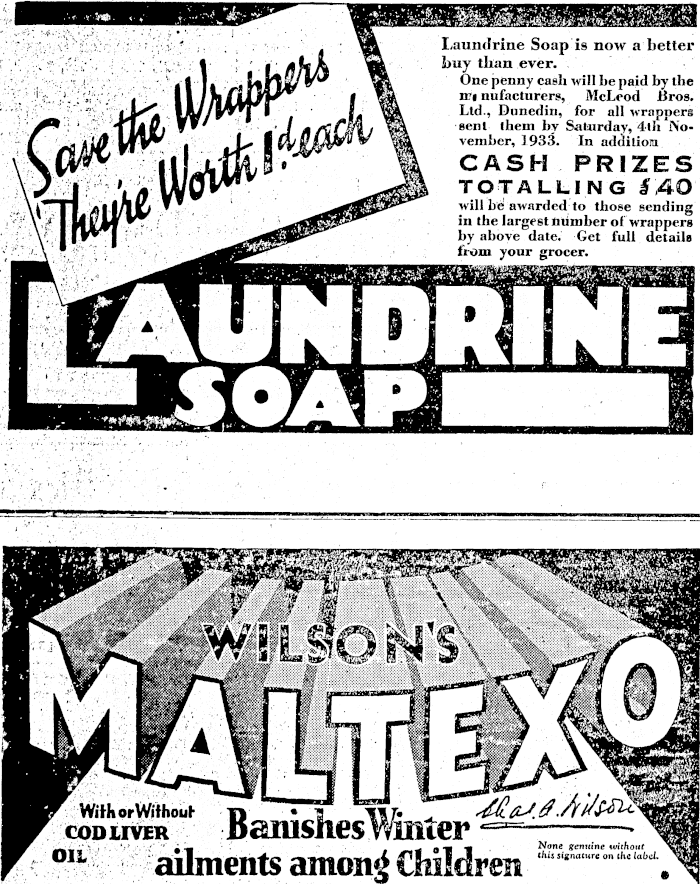 Save the Wrappers
They're Worth 1d. each
Laundrine Soap is now a better
buy than ever.
One penny cash will be paid by the
manufacturers, McLeod Bros.
Ltd., Dunedin, for all wrappers
sent them by Saturday, 4th No-
vember, 1933. In addition
CASH PRIZES
TOTALLING £40
will be awarded to those sending
in the largest number of wrappers
by above date. Get full details
from your grocer.
LAUNDRINE
SOAP
WILSON'S
MALTEXO
With or Without
COD LIVER
OIL
Banishes Winter
ailments among Children
Chas. A. Wilson
None genuine without
this signature on the label.